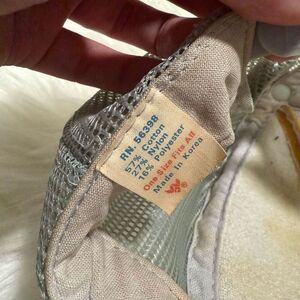 RN. 56398
57% Cotton
27% Nylon
16% Polyester
One Size Fits All
Made In Korea